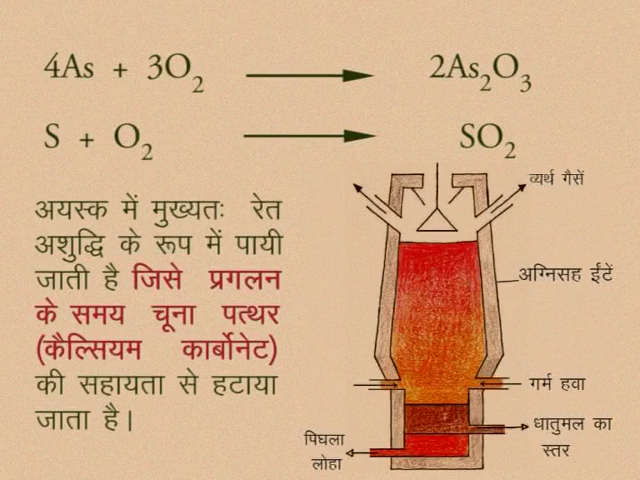 4As + 3O₂ ⟶ 2As₂O₃
S + O₂ ⟶ SO₂
अयस्क में मुख्यतः रेत
अशुद्धि के रूप में पायी
जाती है जिसे प्रगलन
के समय चूना पत्थर
(कैल्सियम कार्बोनेट)
की सहायता से हटाया
जाता है।
व्यर्थ गैसें
अग्निसह ईंटें
गर्म हवा
धातुमल का
स्तर
पिघला
लोहा